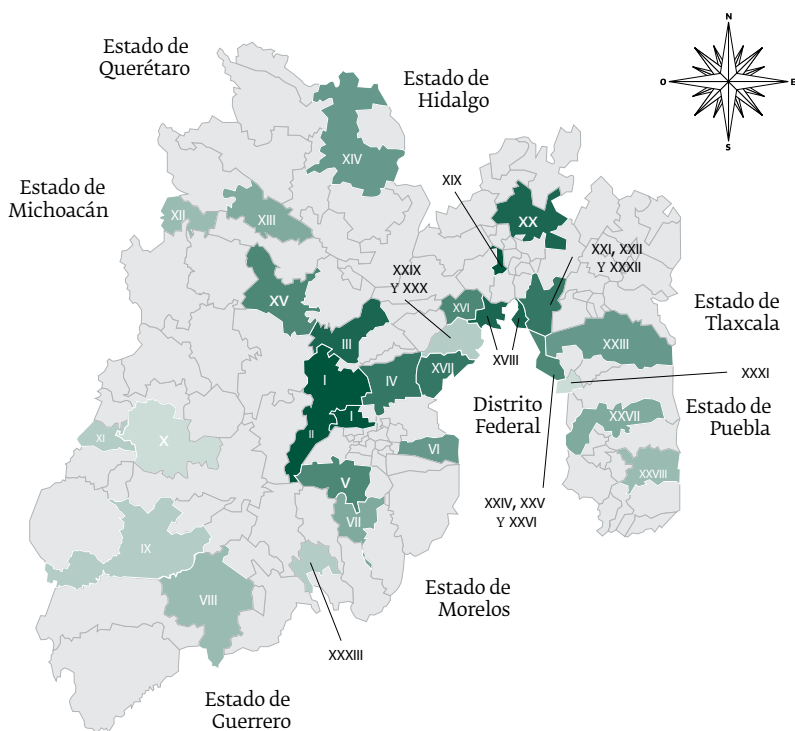 Estado de
Querétaro
Estado de
Hidalgo
Estado de
Michoacán
N
O
E
S
XIX
XIV
XII
XIII
XX
XXI, XXII
Y XXXII
XXIX
Y XXX
XV
XVI
III
XVIII
Estado de
Tlaxcala
XXIII
I
IV
XVII
XXXI
Distrito
Federal
Estado de
Puebla
XI
X
I
II
VI
XXVII
V
XXVIII
XXIV, XXV
Y XXVI
VII
IX
VIII
XXXIII
Estado de
Morelos
Estado de
Guerrero